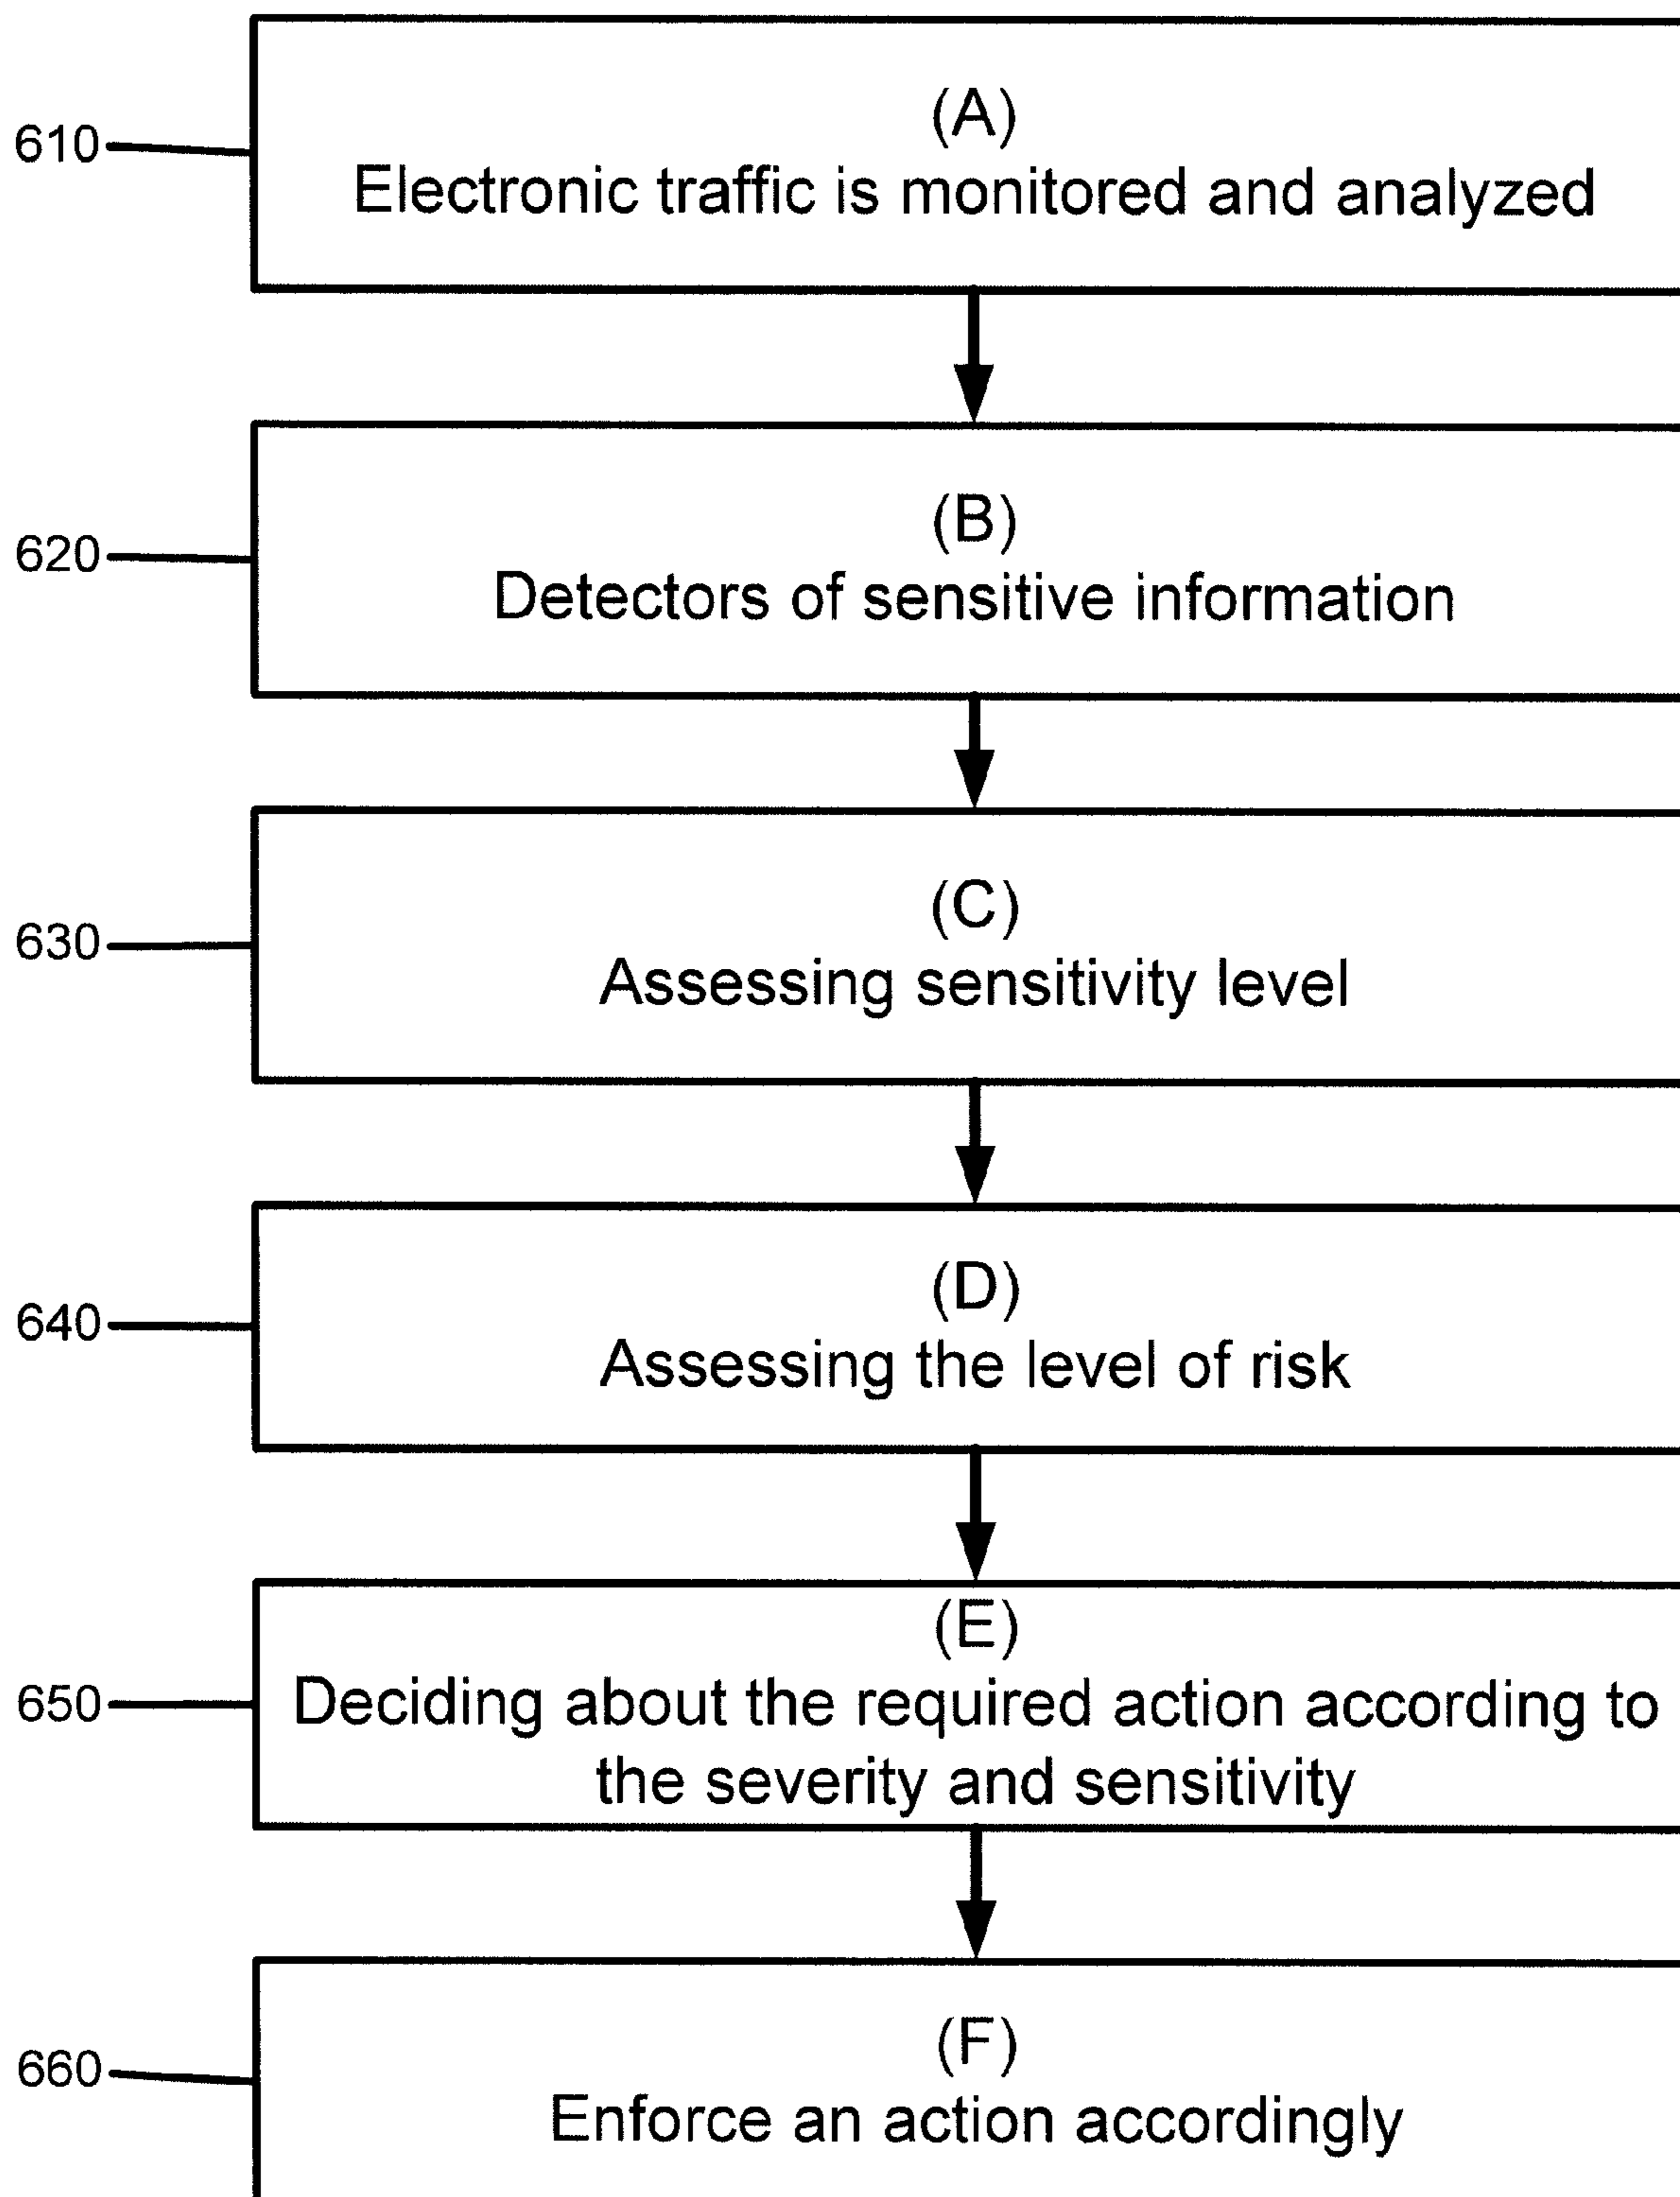 610
(A)
Electronic traffic is monitored and analyzed
620
(B)
Detectors of sensitive information
630
(C)
Assessing sensitivity level
640
(D)
Assessing the level of risk
650
(E)
Deciding about the required action according to
the severity and sensitivity
660
(F)
Enforce an action accordingly